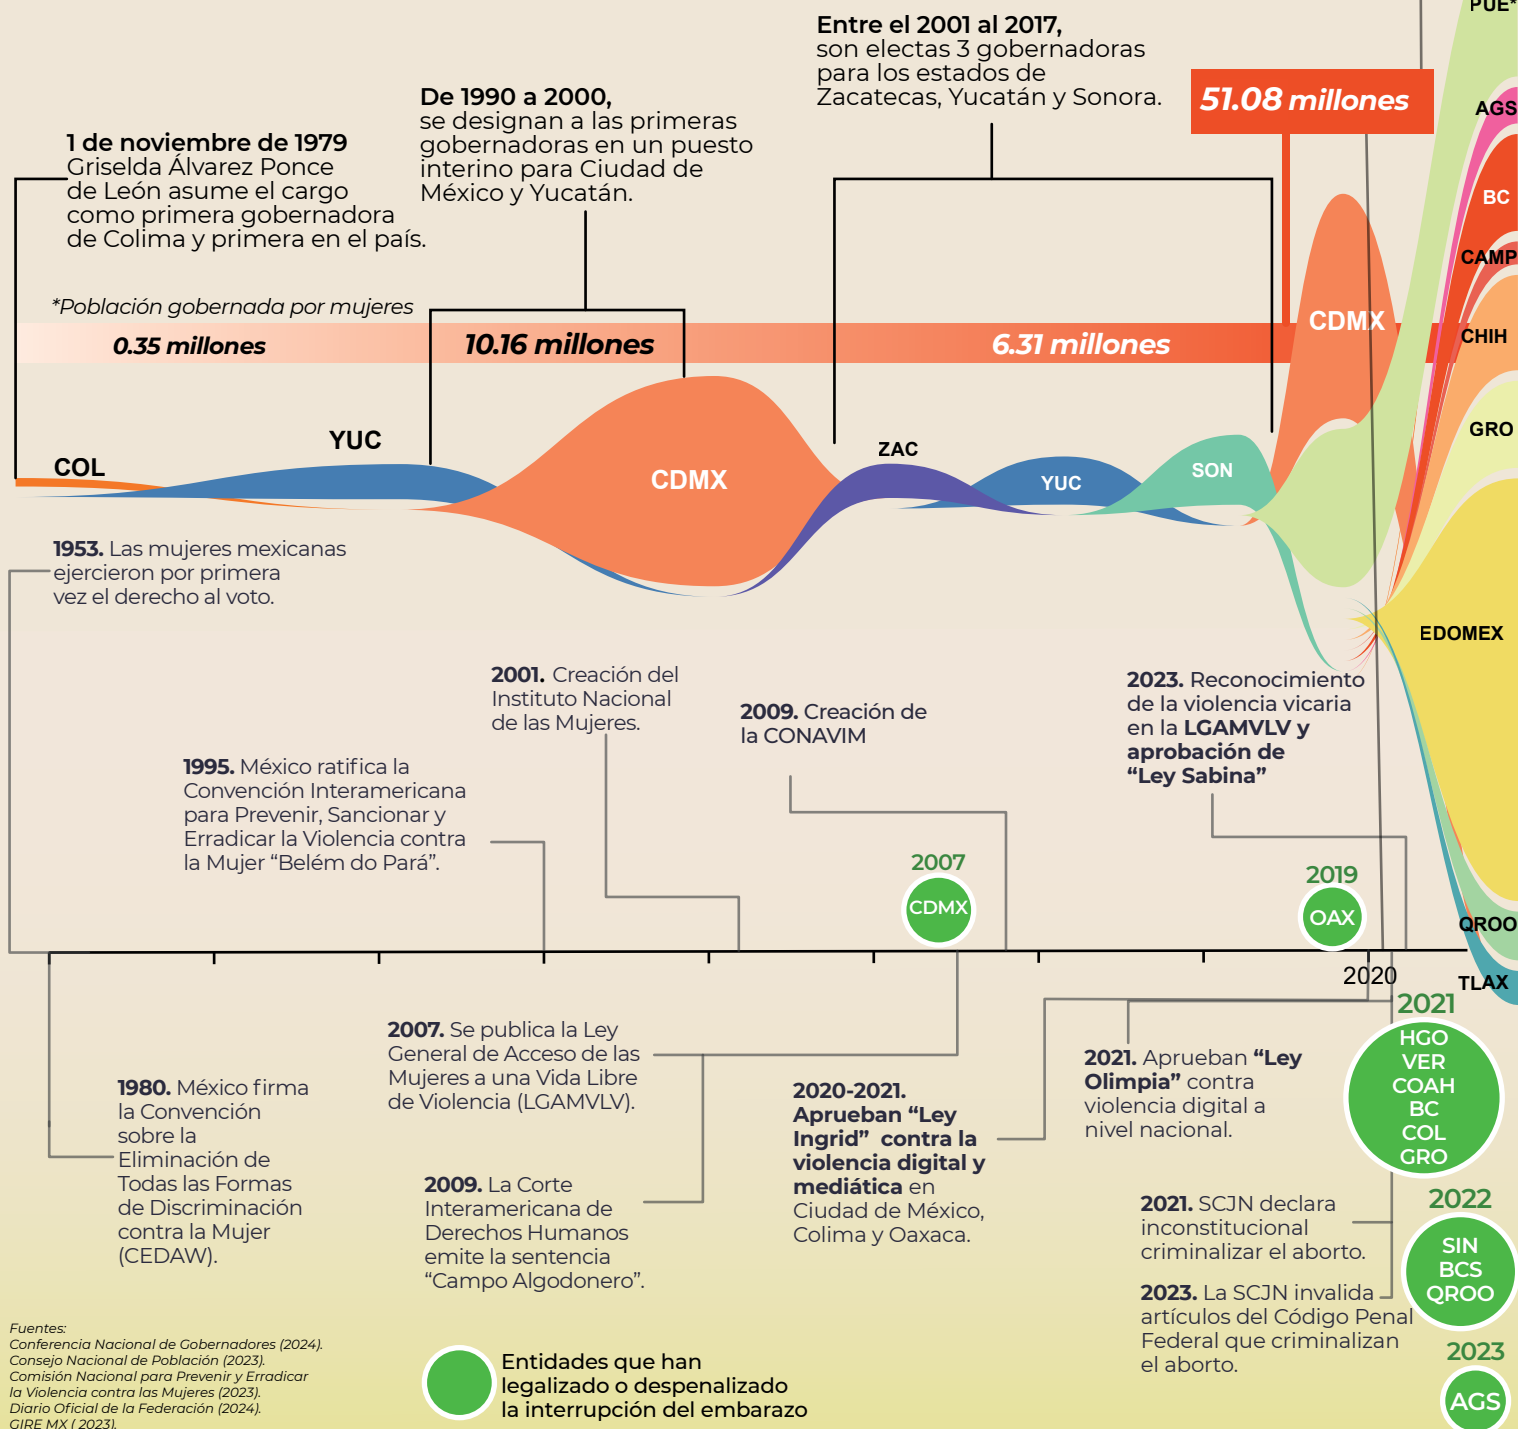 PUE*
Entre el 2001 al 2017,
son electas 3 gobernadoras
para los estados de
Zacatecas, Yucatán y Sonora.
51.08 millones
De 1990 a 2000,
se designan a las primeras
gobernadoras en un puesto
interino para Ciudad de
México y Yucatán.
1 de noviembre de 1979
Griselda Álvarez Ponce
de León asume el cargo
como primera gobernadora
de Colima y primera en el país.
*Población gobernada por mujeres
0.35 millones
10.16 millones
6.31 millones
AGS
BC
CAMP
CDMX
CHIH
GRO
COL
YUC
CDMX
ZAC
YUC
SON
EDOMEX
QROO
TLAX
1953. Las mujeres mexicanas
ejercieron por primera
vez el derecho al voto.
2001. Creación del
Instituto Nacional
de las Mujeres.
2009. Creación de
la CONAVIM
2023. Reconocimiento
de la violencia vicaria
en la LGAMVLV y
aprobación de
“Ley Sabina”
1995. México ratifica la
Convención Interamericana
para Prevenir, Sancionar y
Erradicar la Violencia contra
la Mujer “Belém do Pará”.
2007
CDMX
2019
OAX
2020
2021
HGO
VER
COAH
BC
COL
GRO
1980. México firma
la Convención
sobre la
Eliminación de
Todas las Formas
de Discriminación
contra la Mujer
(CEDAW).
2007. Se publica la Ley
General de Acceso de las
Mujeres a una Vida Libre
de Violencia (LGAMVLV).
2009. La Corte
Interamericana de
Derechos Humanos
emite la sentencia
“Campo Algodonero”.
2020-2021.
Aprueban “Ley
Ingrid” contra la
violencia digital y
mediática en
Ciudad de México,
Colima y Oaxaca.
2021. Aprueban “Ley
Olimpia” contra
violencia digital a
nivel nacional.
2021. SCJN declara
inconstitucional
criminalizar el aborto.
2023. La SCJN invalida
artículos del Código Penal
Federal que criminalizan
el aborto.
2022
SIN
BCS
QROO
2023
AGS
Fuentes:
Conferencia Nacional de Gobernadores (2024).
Consejo Nacional de Población (2023).
Comisión Nacional para Prevenir y Erradicar
la Violencia contra las Mujeres (2023).
Diario Oficial de la Federación (2024).
GIRE MX ( 2023).
Entidades que han
legalizado o despenalizado
la interrupción del embarazo